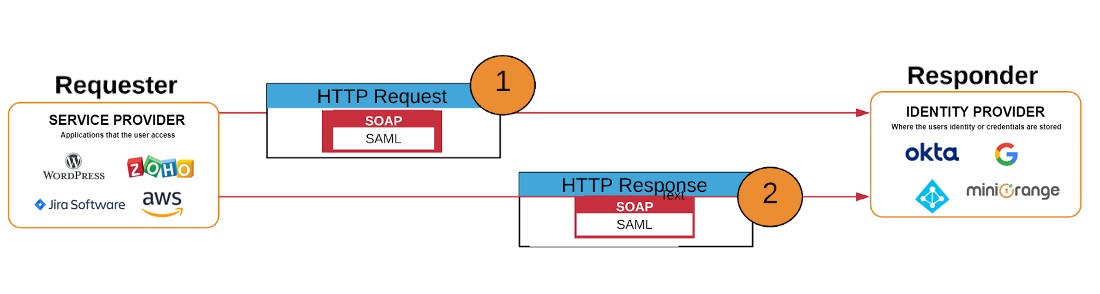 Requester
SERVICE PROVIDER
Applications that the user access
WORDPRESS
ZOHO
Jira Software
aws
HTTP Request
1
SOAP
SAML
HTTP Response
2
Text
SOAP
SAML
Responder
IDENTITY PROVIDER
Where the users identity or credentials are stored
okta
G
miniOrange